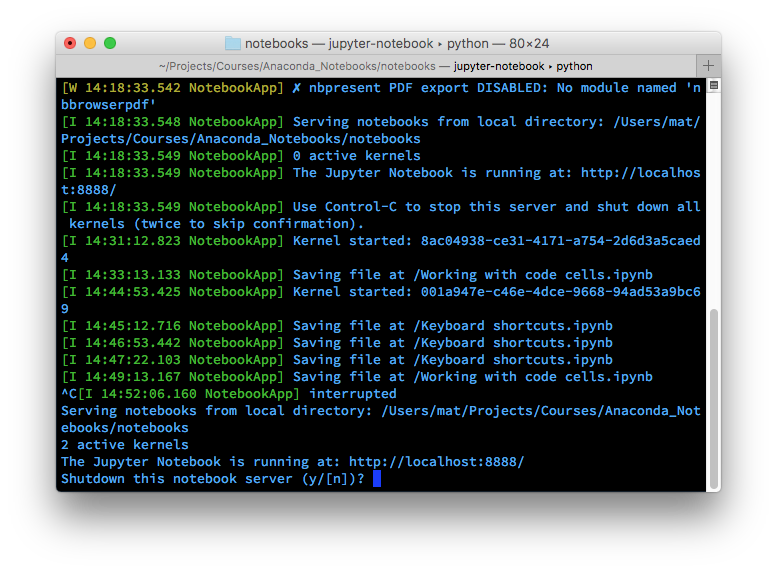 notebooks — jupyter-notebook ▸ python — 80×24
~/Projects/Courses/Anaconda_Notebooks/notebooks — jupyter-notebook ▸ python
[W 14:18:33.542 NotebookApp] ✗ nbpresent PDF export DISABLED: No module named 'n
bbrowserpdf'
[I 14:18:33.548 NotebookApp] Serving notebooks from local directory: /Users/mat/
Projects/Courses/Anaconda_Notebooks/notebooks
[I 14:18:33.549 NotebookApp] 0 active kernels
[I 14:18:33.549 NotebookApp] The Jupyter Notebook is running at: http://localhos
t:8888/
[I 14:18:33.549 NotebookApp] Use Control-C to stop this server and shut down all
 kernels (twice to skip confirmation).
[I 14:31:12.823 NotebookApp] Kernel started: 8ac04938-ce31-4171-a754-2d6d3a5caed
4
[I 14:33:13.133 NotebookApp] Saving file at /Working with code cells.ipynb
[I 14:44:53.425 NotebookApp] Kernel started: 001a947e-c46e-4dce-9668-94ad53a9bc6
9
[I 14:45:12.716 NotebookApp] Saving file at /Keyboard shortcuts.ipynb
[I 14:46:53.442 NotebookApp] Saving file at /Keyboard shortcuts.ipynb
[I 14:47:22.103 NotebookApp] Saving file at /Keyboard shortcuts.ipynb
[I 14:49:13.167 NotebookApp] Saving file at /Working with code cells.ipynb
^C[I 14:52:06.160 NotebookApp] interrupted
Serving notebooks from local directory: /Users/mat/Projects/Courses/Anaconda_Not
ebooks/notebooks
2 active kernels
The Jupyter Notebook is running at: http://localhost:8888/
Shutdown this notebook server (y/[n])?